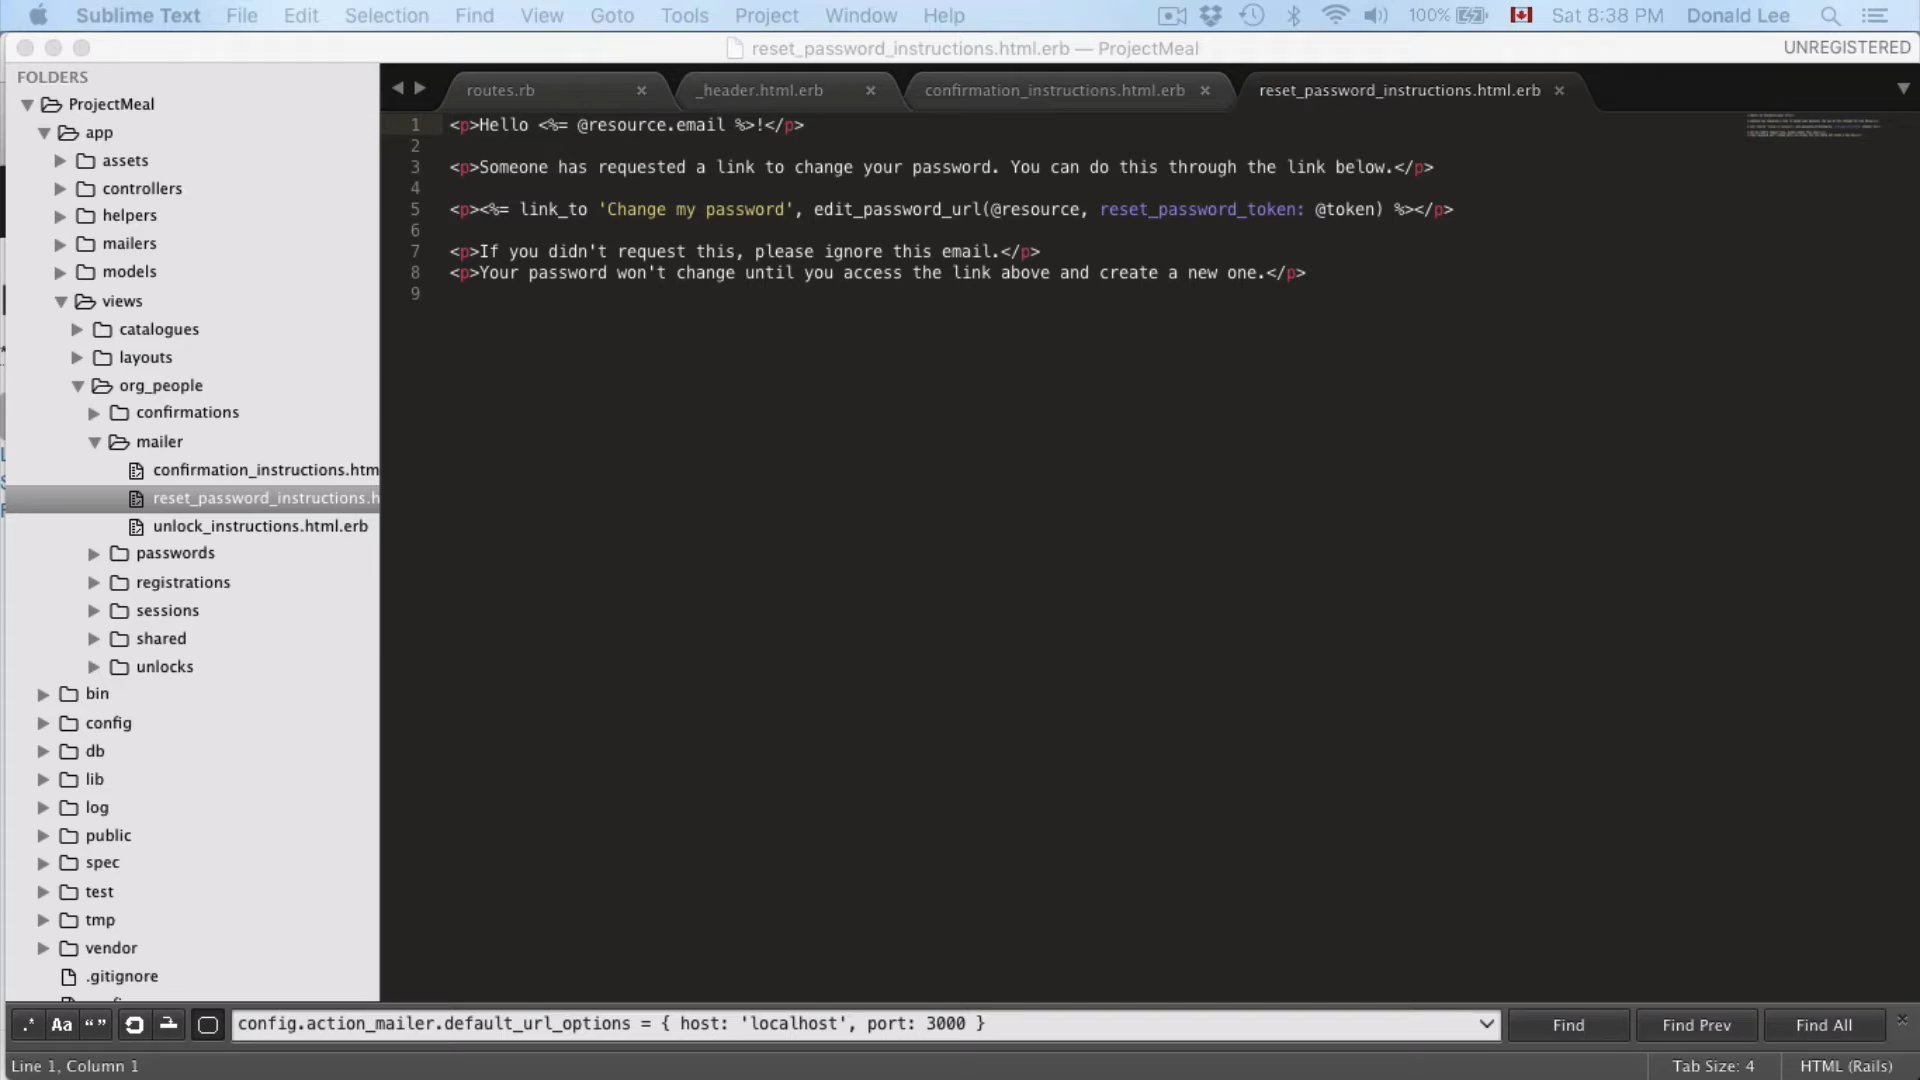 Sublime Text File Edit Selection Find View Goto Tools Project Window Help 100% Sat 8:38 PM Donald Lee
reset_password_instructions.html.erb — ProjectMeal UNREGISTERED
FOLDERS
ProjectMeal
app
assets
controllers
helpers
mailers
models
views
catalogues
layouts
org_people
confirmations
mailer
confirmation_instructions.htm
reset_password_instructions.h
unlock_instructions.html.erb
passwords
registrations
sessions
shared
unlocks
bin
config
db
lib
log
public
spec
test
tmp
vendor
.gitignore
routes.rb _header.html.erb confirmation_instructions.html.erb reset_password_instructions.html.erb
1 <p>Hello <%= @resource.email %>!</p>
2
3 <p>Someone has requested a link to change your password. You can do this through the link below.</p>
4
5 <p><%= link_to 'Change my password', edit_password_url(@resource, reset_password_token: @token) %></p>
6
7 <p>If you didn't request this, please ignore this email.</p>
8 <p>Your password won't change until you access the link above and create a new one.</p>
9
.* Aa “” config.action_mailer.default_url_options = { host: 'localhost', port: 3000 } Find Find Prev Find All
Line 1, Column 1 Tab Size: 4 HTML (Rails)